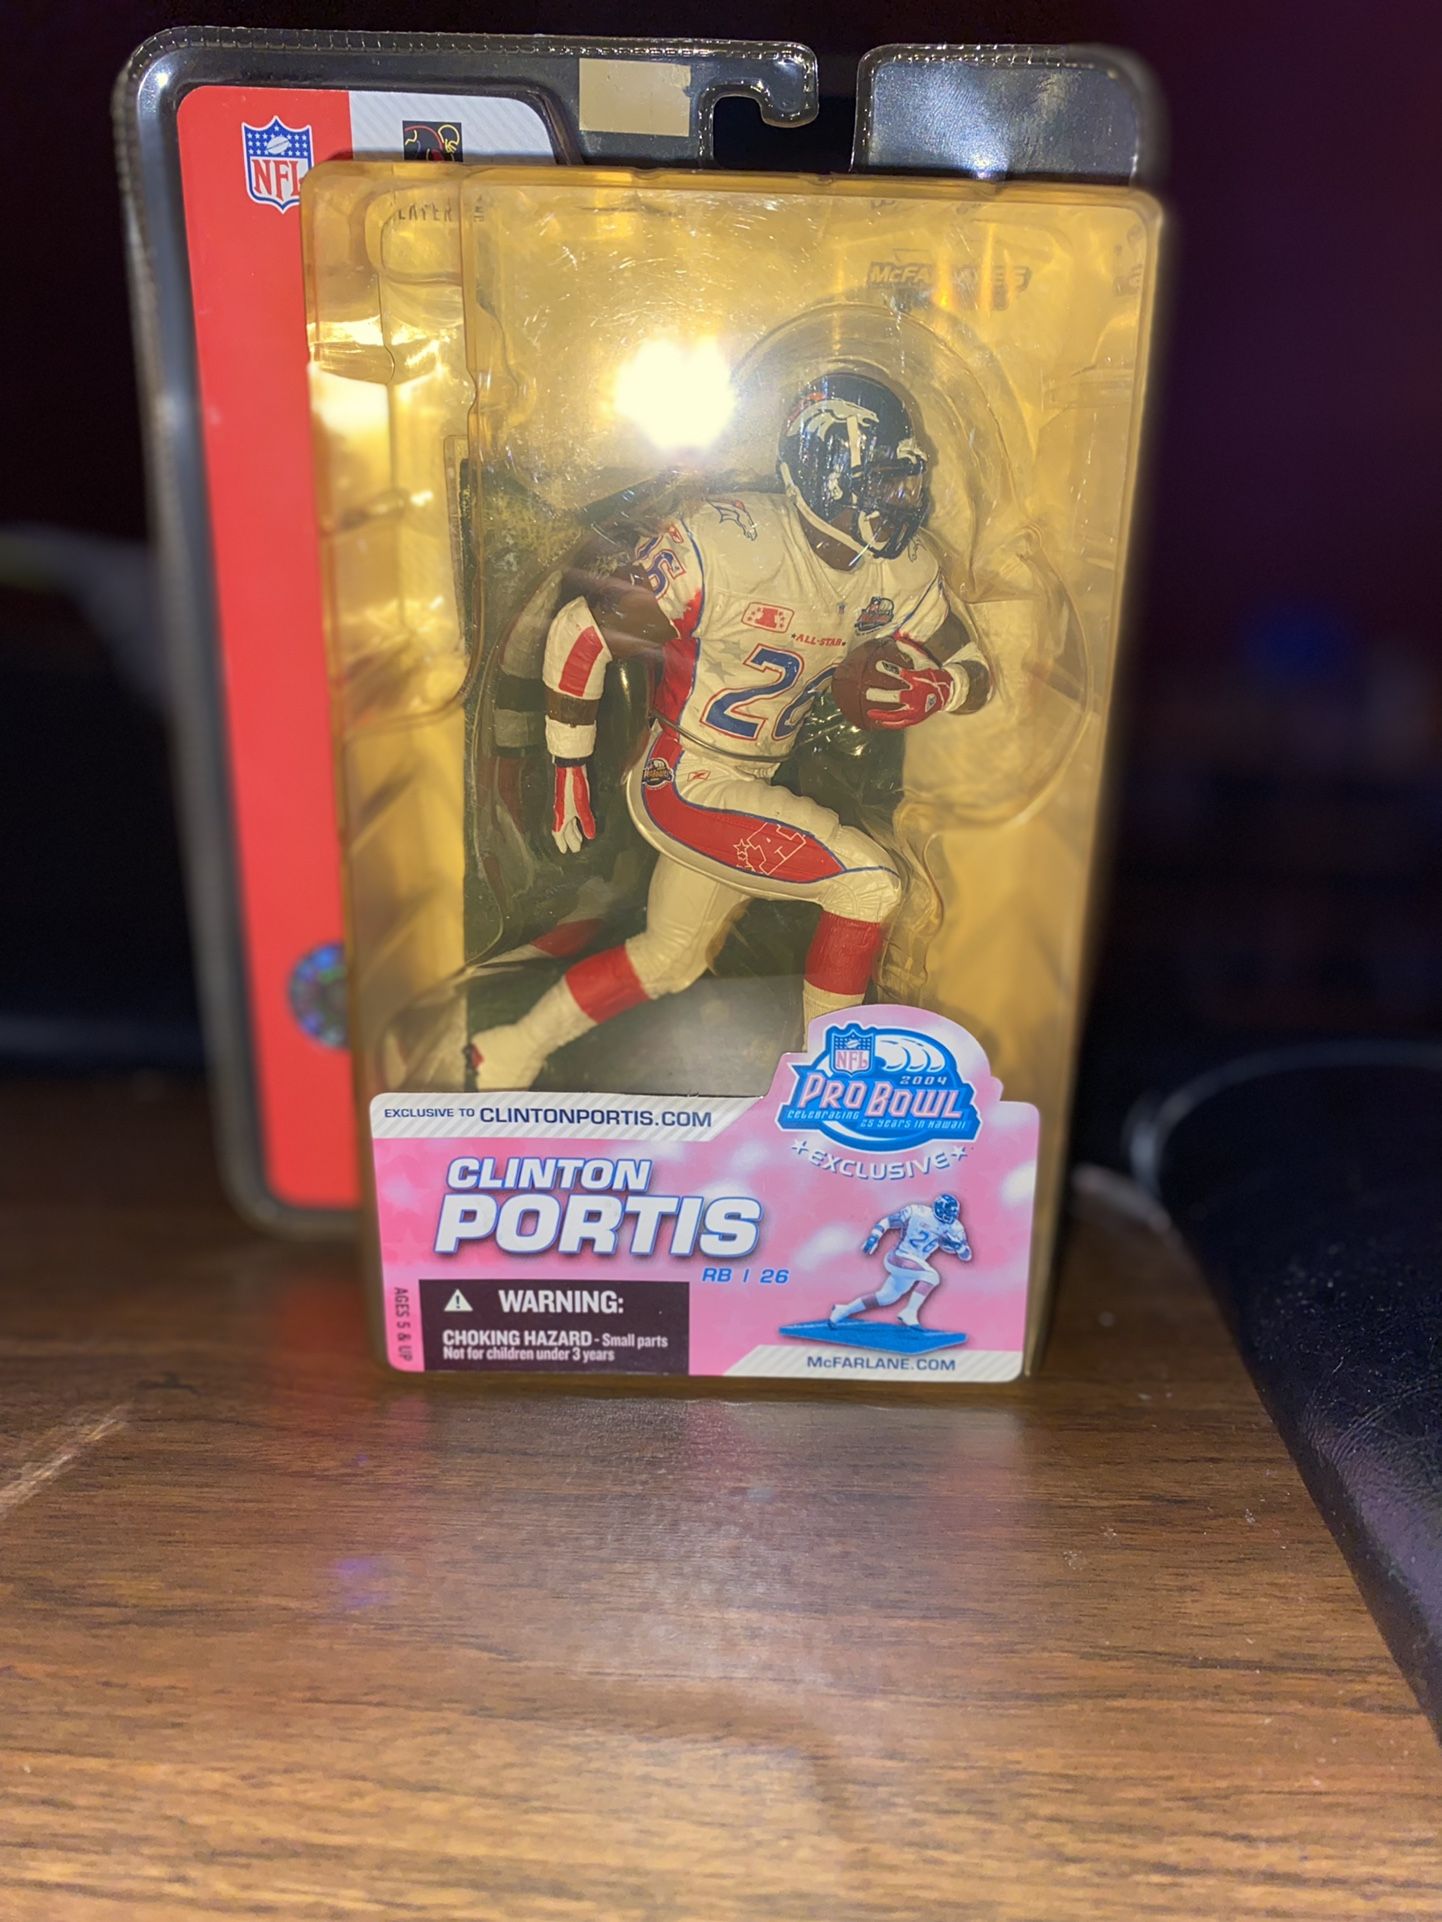 NFL
LAYER
McFARLANE'S
26
ALL-STAR
26
EXCLUSIVE TO CLINTONPORTIS.COM
NFL
2004
PRO BOWL
CELEBRATING 25 YEARS IN HAWAII
EXCLUSIVE
CLINTON
PORTIS
RB | 26
26
AGES 5 & UP
WARNING:
CHOKING HAZARD - Small parts
Not for children under 3 years
McFARLANE.COM